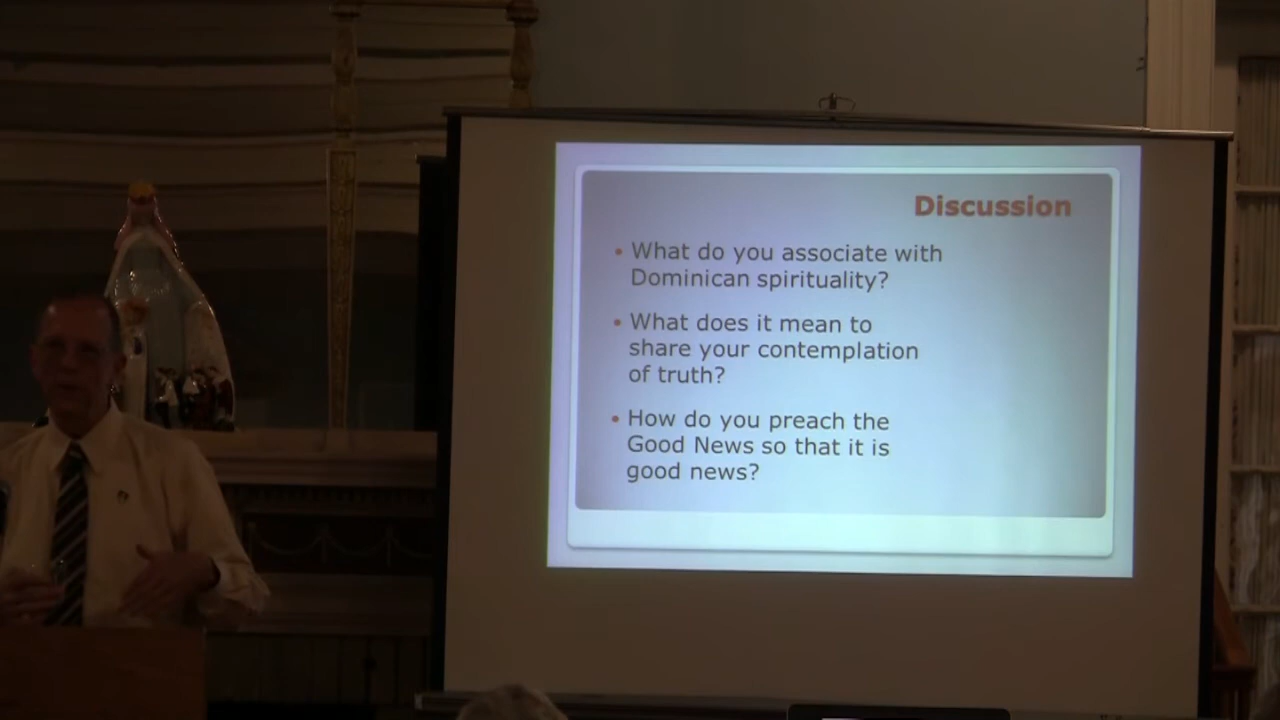 Discussion
• What do you associate with
Dominican spirituality?
• What does it mean to
share your contemplation
of truth?
• How do you preach the
Good News so that it is
good news?